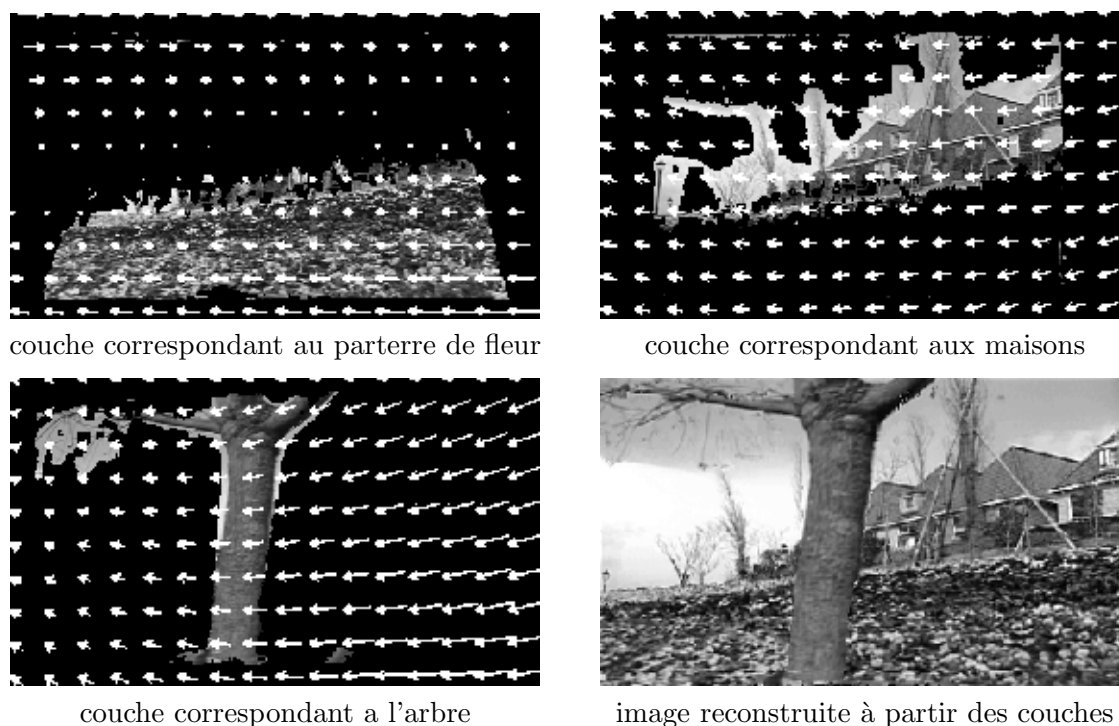 couche correspondant au parterre de fleur
couche correspondant aux maisons
couche correspondant a l'arbre
image reconstruite à partir des couches